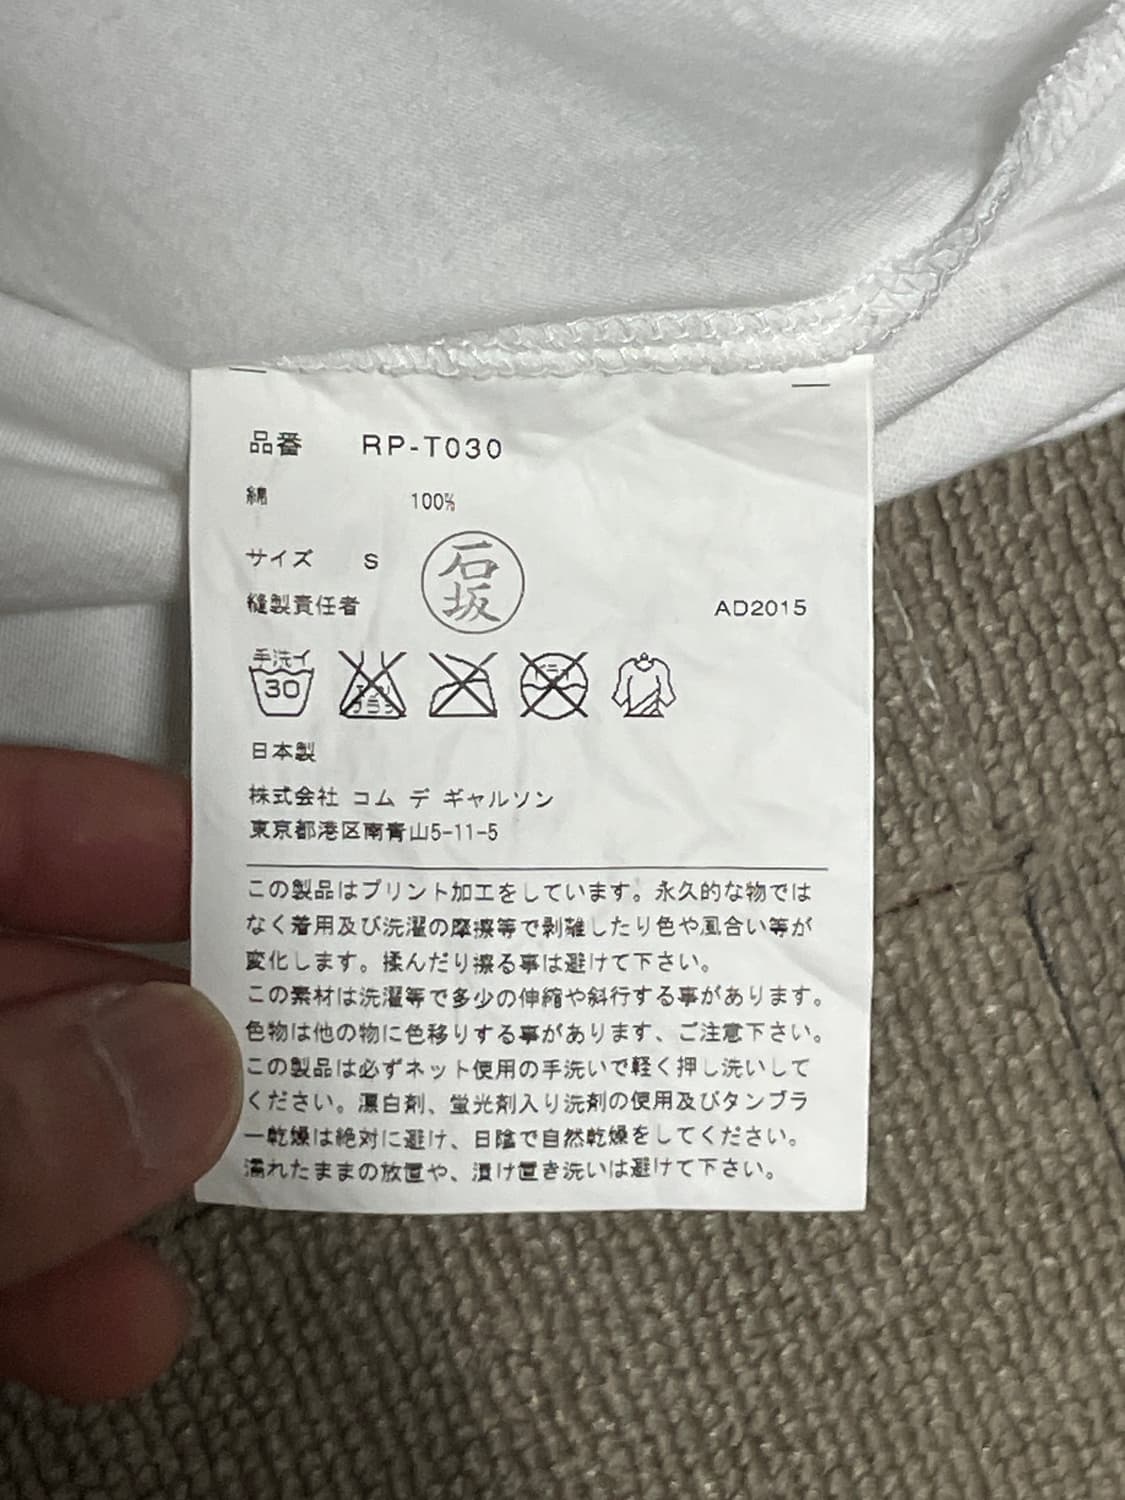 品番 RP-T030
綿 100%
サイズ S
縫製責任者 石坂 AD2015
手洗イ 30 エンソ サラシ ドライ
日本製
株式会社 コム デ ギャルソン
東京都港区南青山5-11-5
この製品はプリント加工をしています。永久的な物では
なく着用及び洗濯の摩擦等で剥離したり色や風合い等が
変化します。揉んだり擦る事は避けて下さい。
この素材は洗濯等で多少の伸縮や斜行する事があります。
色物は他の物に色移りする事があります、ご注意下さい。
この製品は必ずネット使用の手洗いで軽く押し洗いして
ください。漂白剤、蛍光剤入り洗剤の使用及びタンブラ
ー乾燥は絶対に避け、日陰で自然乾燥をしてください。
濡れたままの放置や、漬け置き洗いは避けて下さい。